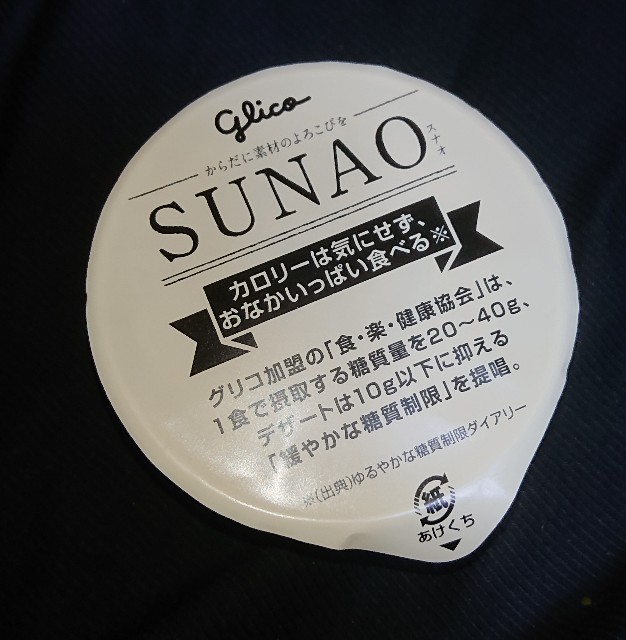 glico
からだに素材のよろこびを
SUNAO
スナオ
カロリーは気にせず、
おなかいっぱい食べる※
グリコ加盟の「食・楽・健康協会」は、
1食で摂取する糖質量を20〜40g、
デザートは10g以下に抑える
「緩やかな糖質制限」を提唱。
※(出典)ゆるやかな糖質制限ダイアリー
紙
あけくち